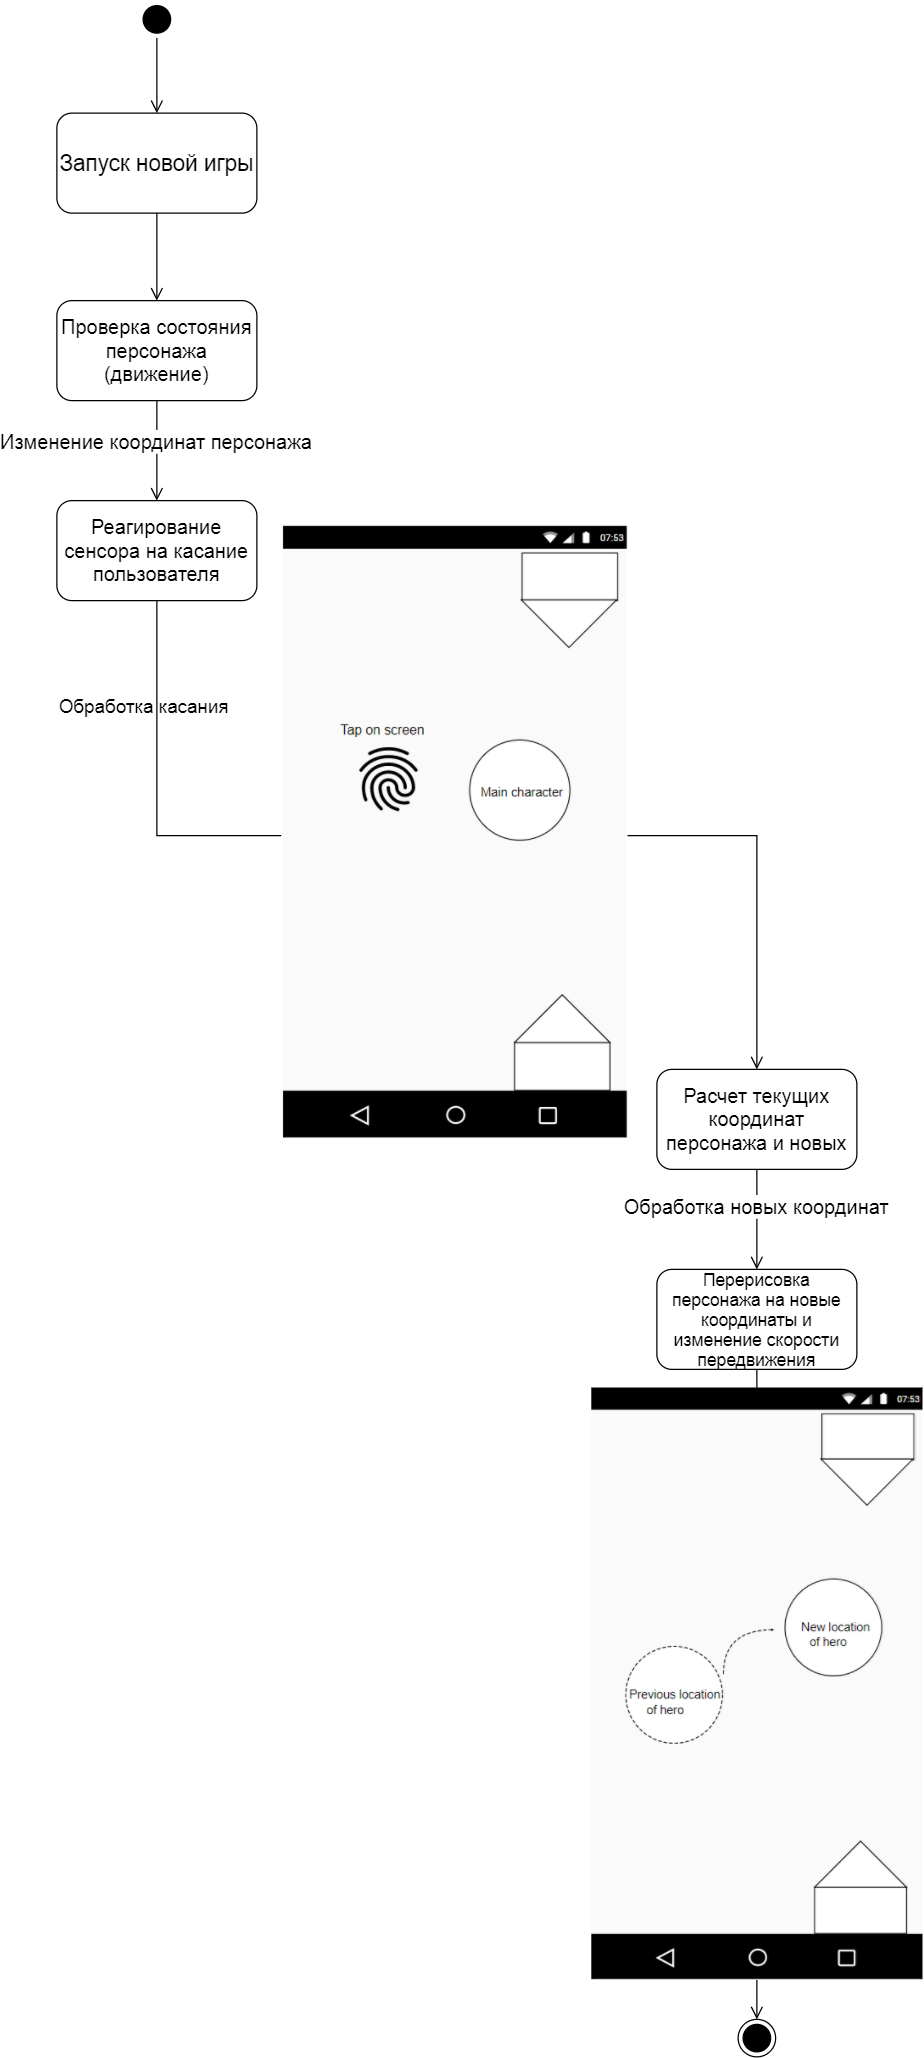 Запуск новой игры
Проверка состояния
персонажа
(движение)
Изменение координат персонажа
Реагирование
сенсора на касание
пользователя
07:53
Обработка касания
Tap on screen
Main character
Расчет текущих
координат
персонажа и новых
Обработка новых координат
Перерисовка
персонажа на новые
координаты и
изменение скорости
передвижения
07:53
New location
of hero
Previous location
of hero